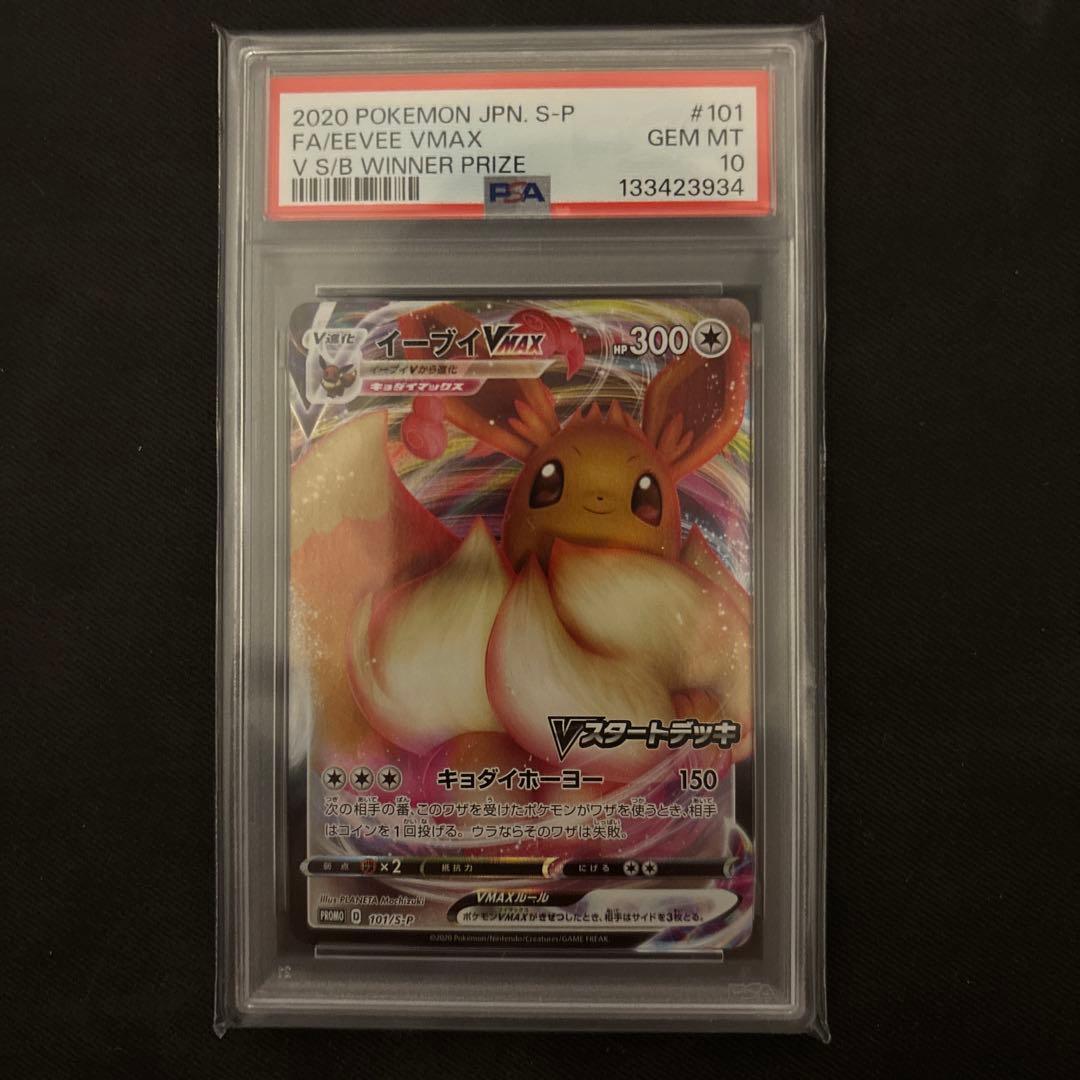 2020 POKEMON JPN. S-P #101
FA/EEVEE VMAX GEM MT
V S/B WINNER PRIZE 10
PSA 133423934
V進化 イーブイVMAX HP300
イーブイVから進化
キョダイマックス
Vスタートデッキ
キョダイホーヨー 150
次の相手の番、このワザを受けたポケモンがワザを使うとき、相手
はコインを1回投げる。ウラならそのワザは失敗。
弱点 ×2 抵抗力 にげる
Illus. PLANETA Mochizuki
VMAXルール
ポケモンVMAXがきぜつしたとき、相手はサイドを3枚とる。
PROMO D 101/S-P
©2020 Pokémon/Nintendo/Creatures/GAME FREAK.
PSA